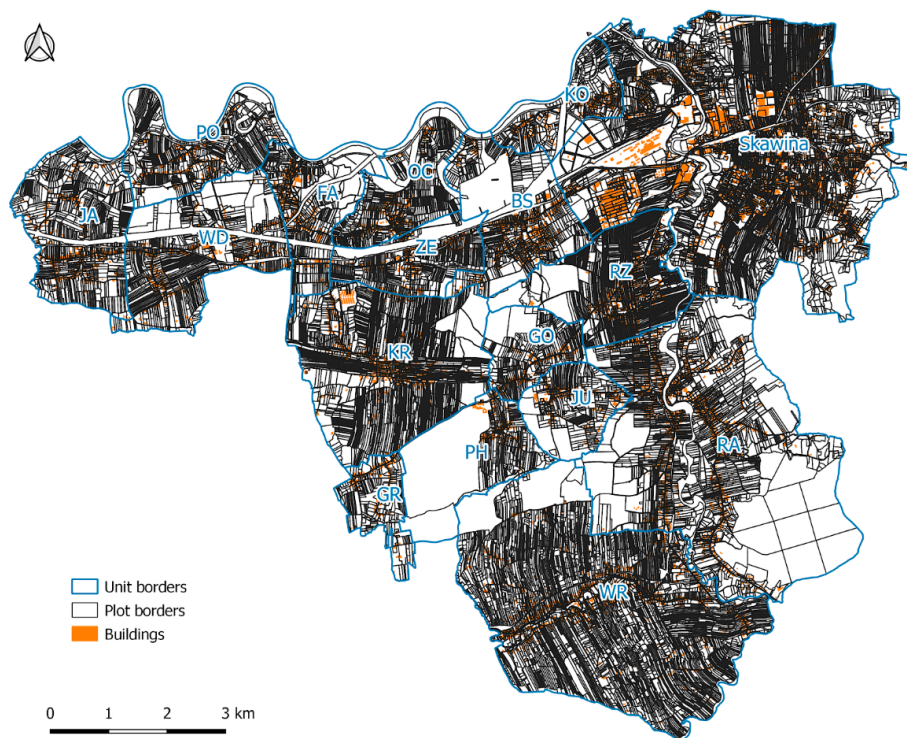 KO
PO
Skawina
OC
FA
BS
JA
WD
ZE
RZ
GO
KR
JU
PH
RA
GR
WR
Unit borders
Plot borders
Buildings
0 1 2 3 km